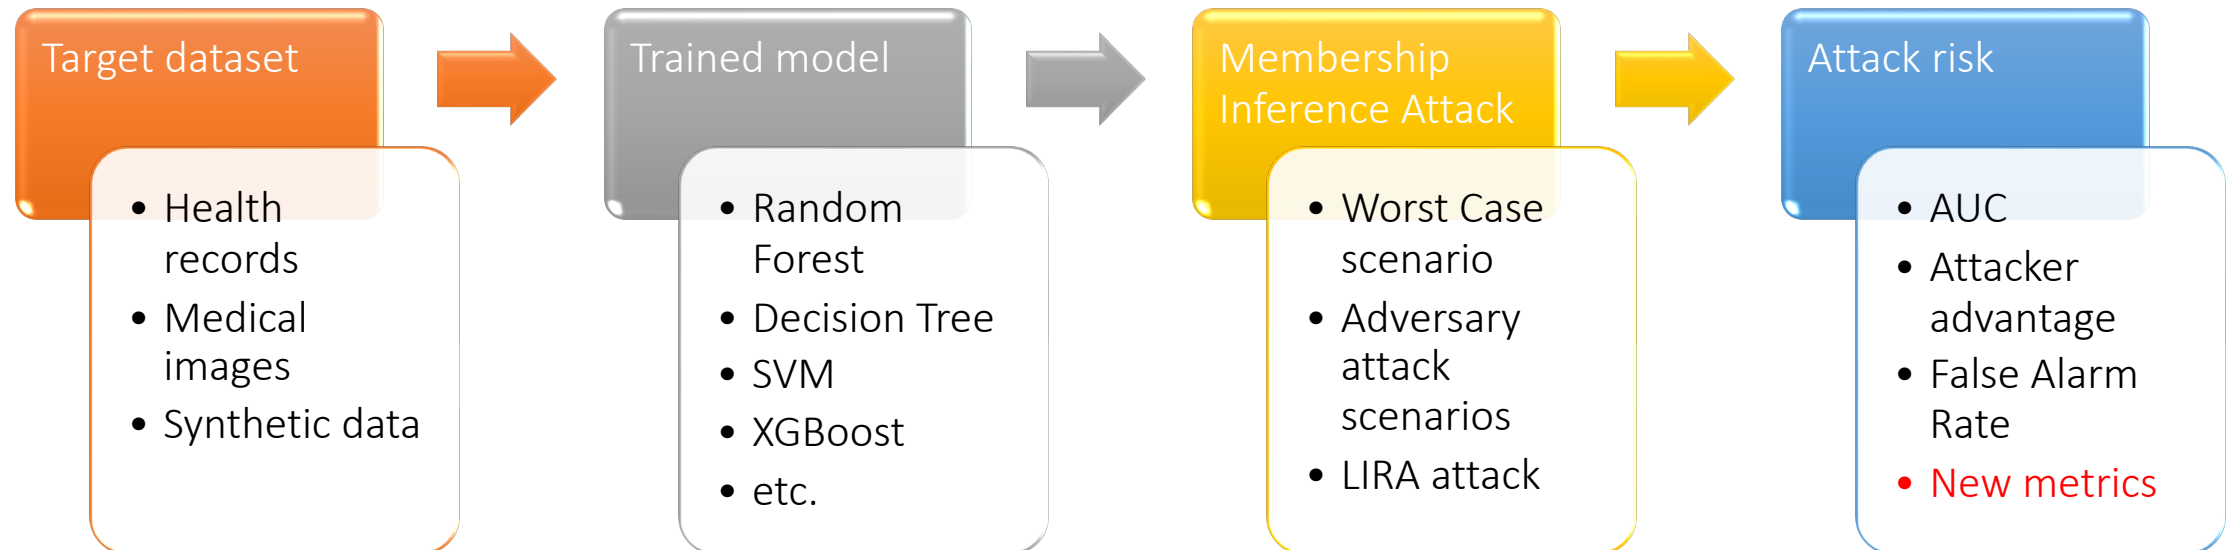 Target dataset
• Health
records
• Medical
images
• Synthetic data
Trained model
• Random
Forest
• Decision Tree
• SVM
• XGBoost
• etc.
Membership
Inference Attack
• Worst Case
scenario
• Adversary
attack
scenarios
• LIRA attack
Attack risk
• AUC
• Attacker
advantage
• False Alarm
Rate
• New metrics